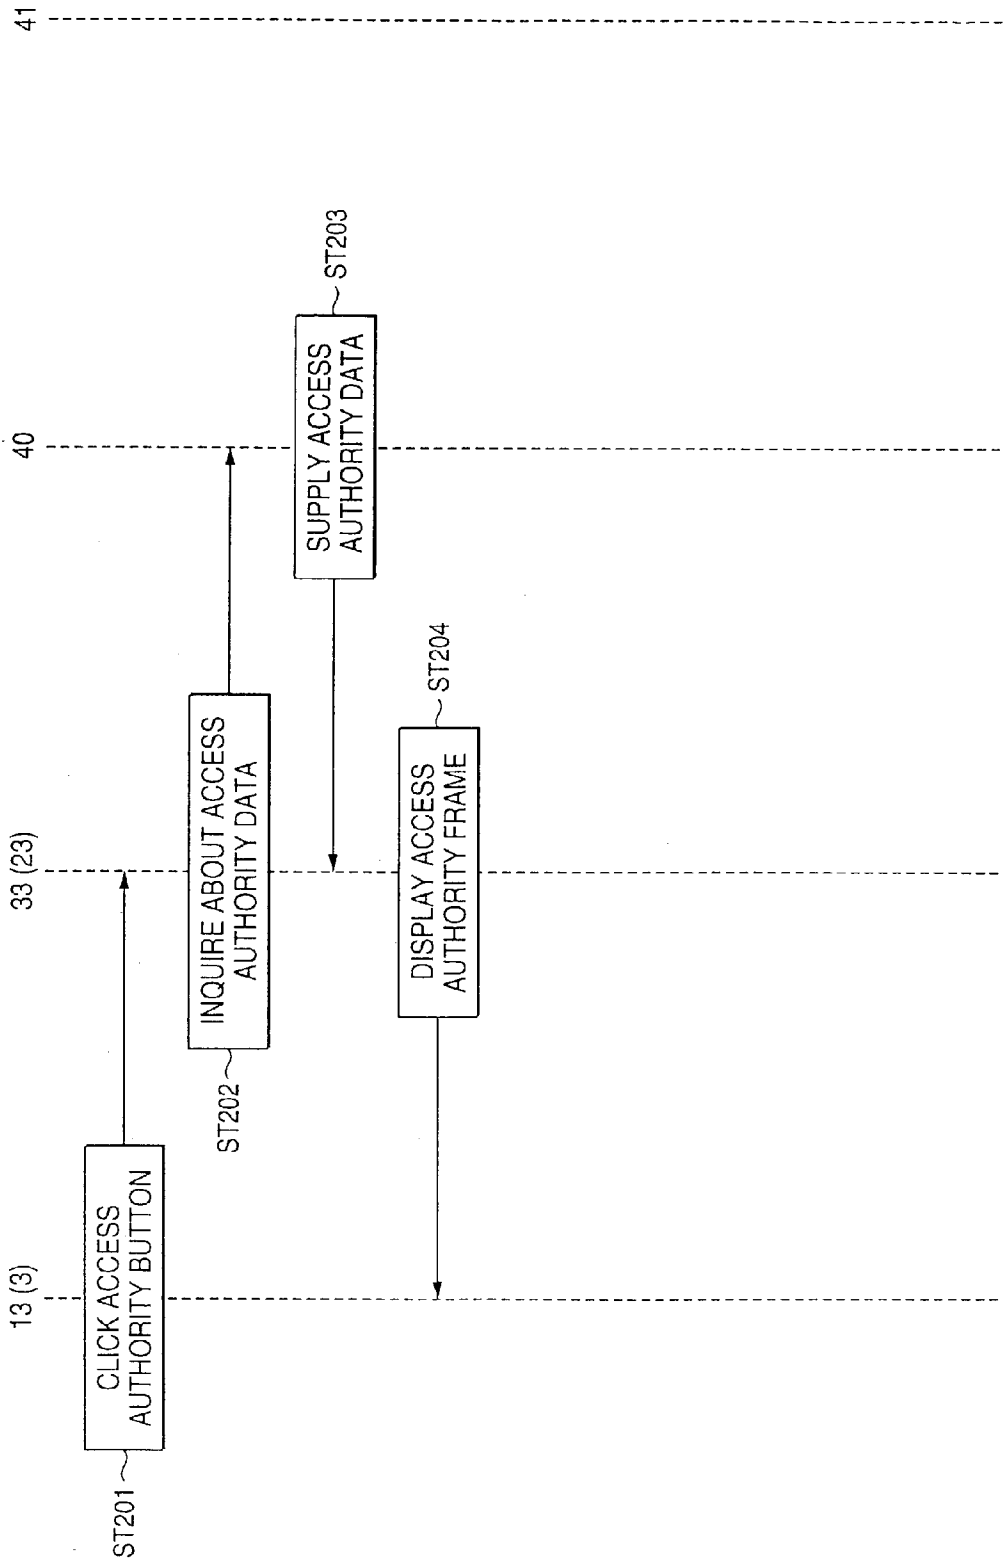 13 (3)
33 (23)
40
41
ST201
CLICK ACCESS
AUTHORITY BUTTON
ST202
INQUIRE ABOUT ACCESS
AUTHORITY DATA
SUPPLY ACCESS
AUTHORITY DATA
ST203
DISPLAY ACCESS
AUTHORITY FRAME
ST204